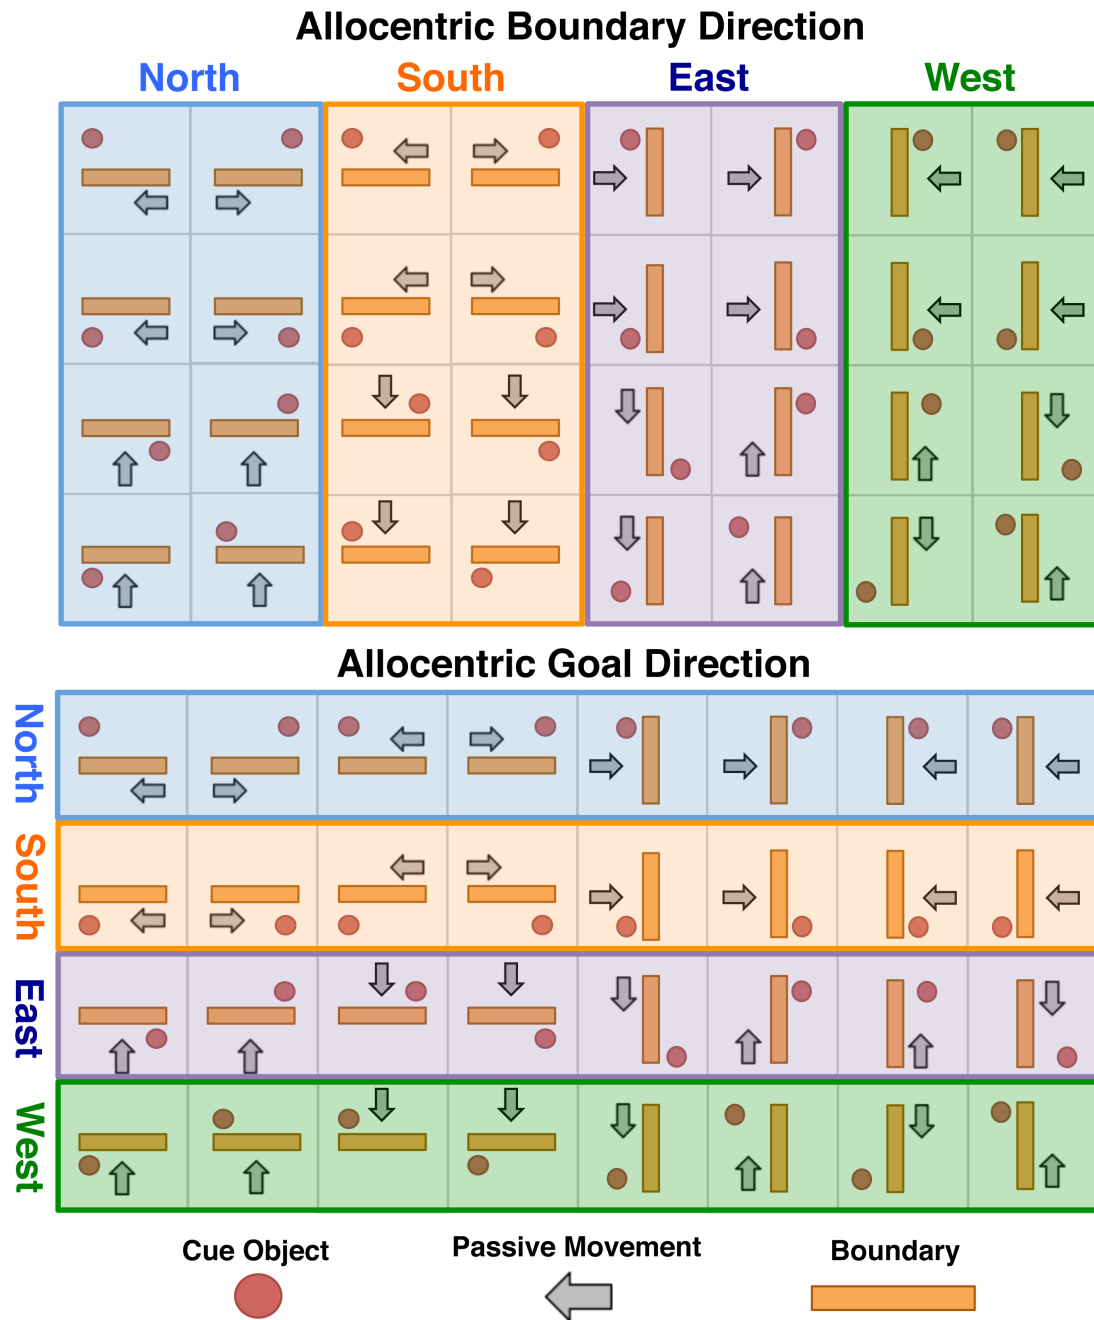 Allocentric Boundary Direction
North South East West
Allocentric Goal Direction
North
South
East
West
Cue Object Passive Movement Boundary